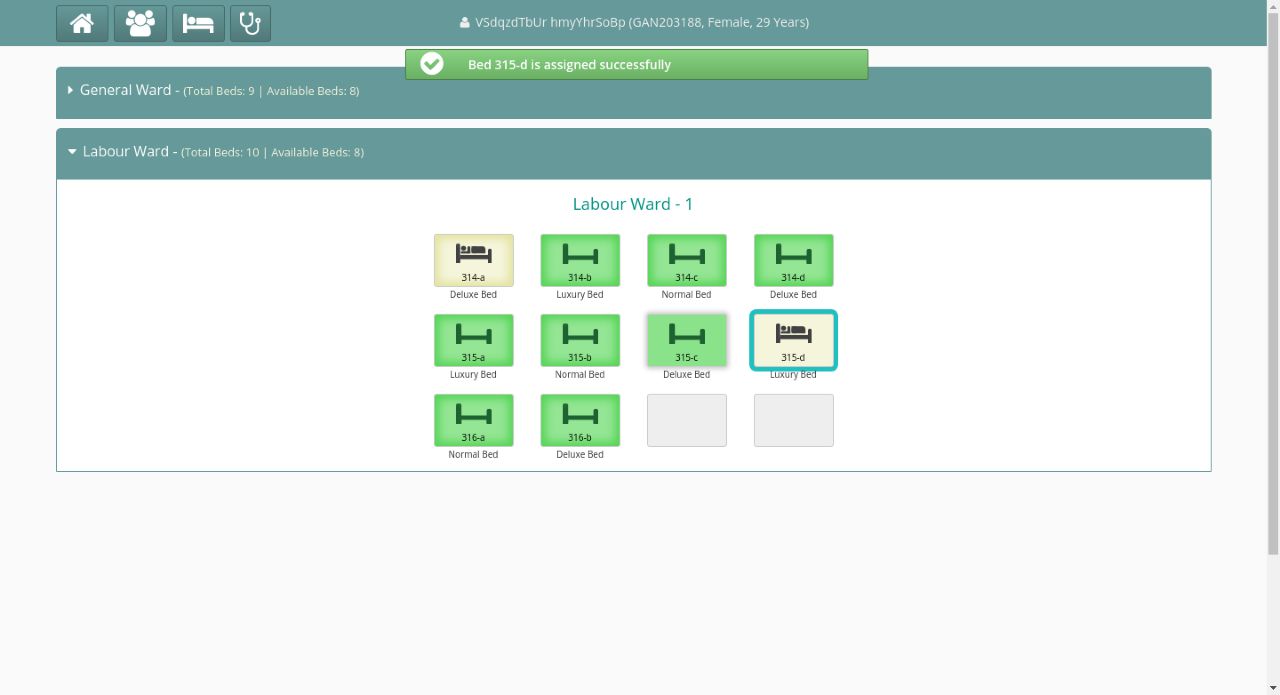 VSdqzdTbUr hmyYhrSoBp (GAN203188, Female, 29 Years)
Bed 315-d is assigned successfully
General Ward - (Total Beds: 9 | Available Beds: 8)
Labour Ward - (Total Beds: 10 | Available Beds: 8)
Labour Ward - 1
314-a 314-b 314-c 314-d
Deluxe Bed Luxury Bed Normal Bed Deluxe Bed
315-a 315-b 315-c 315-d
Luxury Bed Normal Bed Deluxe Bed Luxury Bed
316-a 316-b
Normal Bed Deluxe Bed